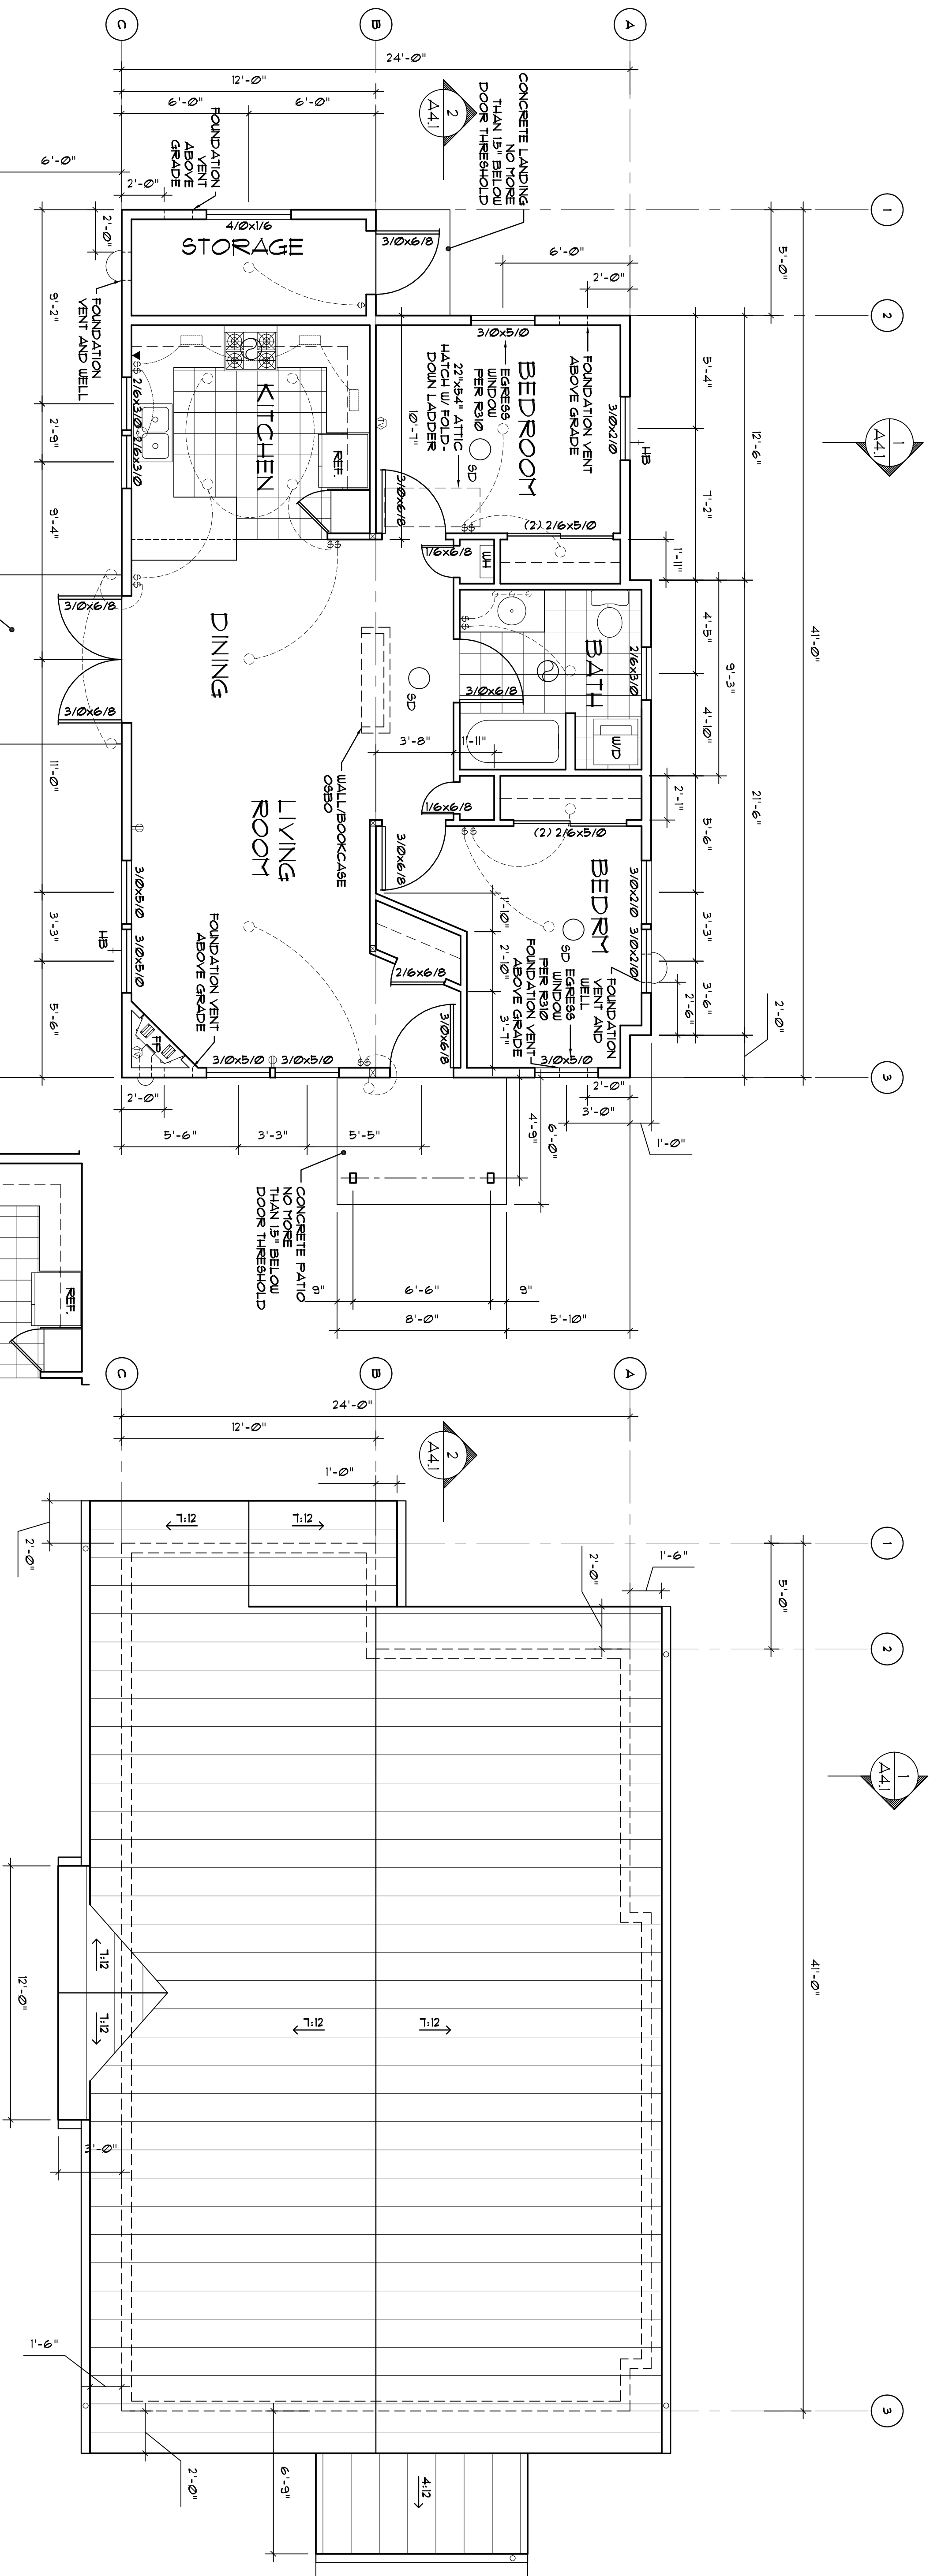 C
B
A
24'-0"
12'-0"
6'-0"
6'-0"
2
A4.1
CONCRETE LANDING
NO MORE
THAN 1.5" BELOW
DOOR THRESHOLD
FOUNDATION
VENT
ABOVE
GRADE
6'-0"
2'-0"
1
2
3
5'-0"
41'-0"
12'-6"
21'-6"
2'-0"
5'-4"
7'-2"
1'-11"
9'-3"
4'-5"
4'-10"
2'-1"
5'-6"
3'-3"
3'-6"
2'-6"
1
A4.1
HB
6'-0"
2'-0"
STORAGE
4/0x1/6
3/0x6/8
2'-0"
9'-2"
2'-9"
9'-4"
11'-0"
3'-3"
5'-6"
FOUNDATION
VENT AND WELL
BEDROOM
3/0x5/0
EGRESS
WINDOW
PER R310
FOUNDATION VENT
ABOVE GRADE
3/0x2/0
SD
22"x54" ATTIC
HATCH W/ FOLD-
DOWN LADDER
10'-7"
3/0x6/8
(2) 2/6x5/0
1/6x6/8
WH
KITCHEN
REF.
2/6x3/0
2/6x3/0
BATH
2/6x3/0
3/0x6/8
W/D
DINING
3/0x6/8
3/0x6/8
SD
3'-8"
1'-11"
WALL/BOOKCASE
OSBO
LIVING
ROOM
1/6x6/8
3/0x6/8
(2) 2/6x5/0
BEDRM
3/0x2/0
3/0x2/0
SD
FOUNDATION
VENT AND
WELL
EGRESS
WINDOW
PER R310
FOUNDATION VENT
ABOVE GRADE
1'-10"
2'-10"
3'-7"
2/6x6/8
3/0x6/8
3/0x5/0
3/0x5/0
3/0x5/0
HB
FOUNDATION VENT
ABOVE GRADE
FP
3/0x5/0
3/0x5/0
2'-0"
5'-6"
3'-3"
5'-5"
4'-9"
6'-0"
2'-0"
3'-0"
1'-0"
CONCRETE PATIO
NO MORE
THAN 1.5" BELOW
DOOR THRESHOLD
9"
6'-6"
9"
8'-0"
5'-10"
REF.
C
B
A
24'-0"
12'-0"
2
A4.1
1'-0"
2'-0"
1
2
3
5'-0"
41'-0"
1
A4.1
1'-6"
2'-0"
7:12
7:12
7:12
7:12
7:12
7:12
12'-0"
3'-0"
1'-6"
2'-0"
6'-9"
4:12